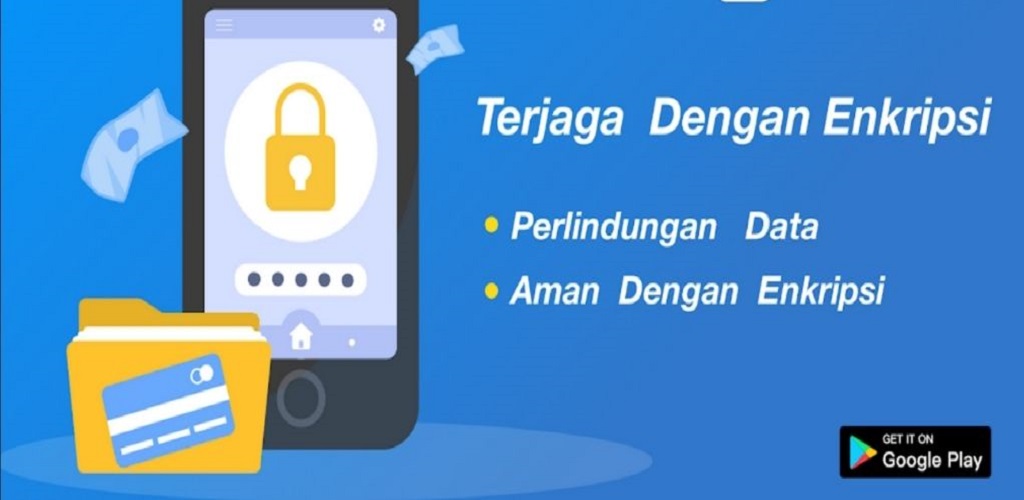 Terjaga Dengan Enkripsi
Perlindungan Data
Aman Dengan Enkripsi
GET IT ON
Google Play